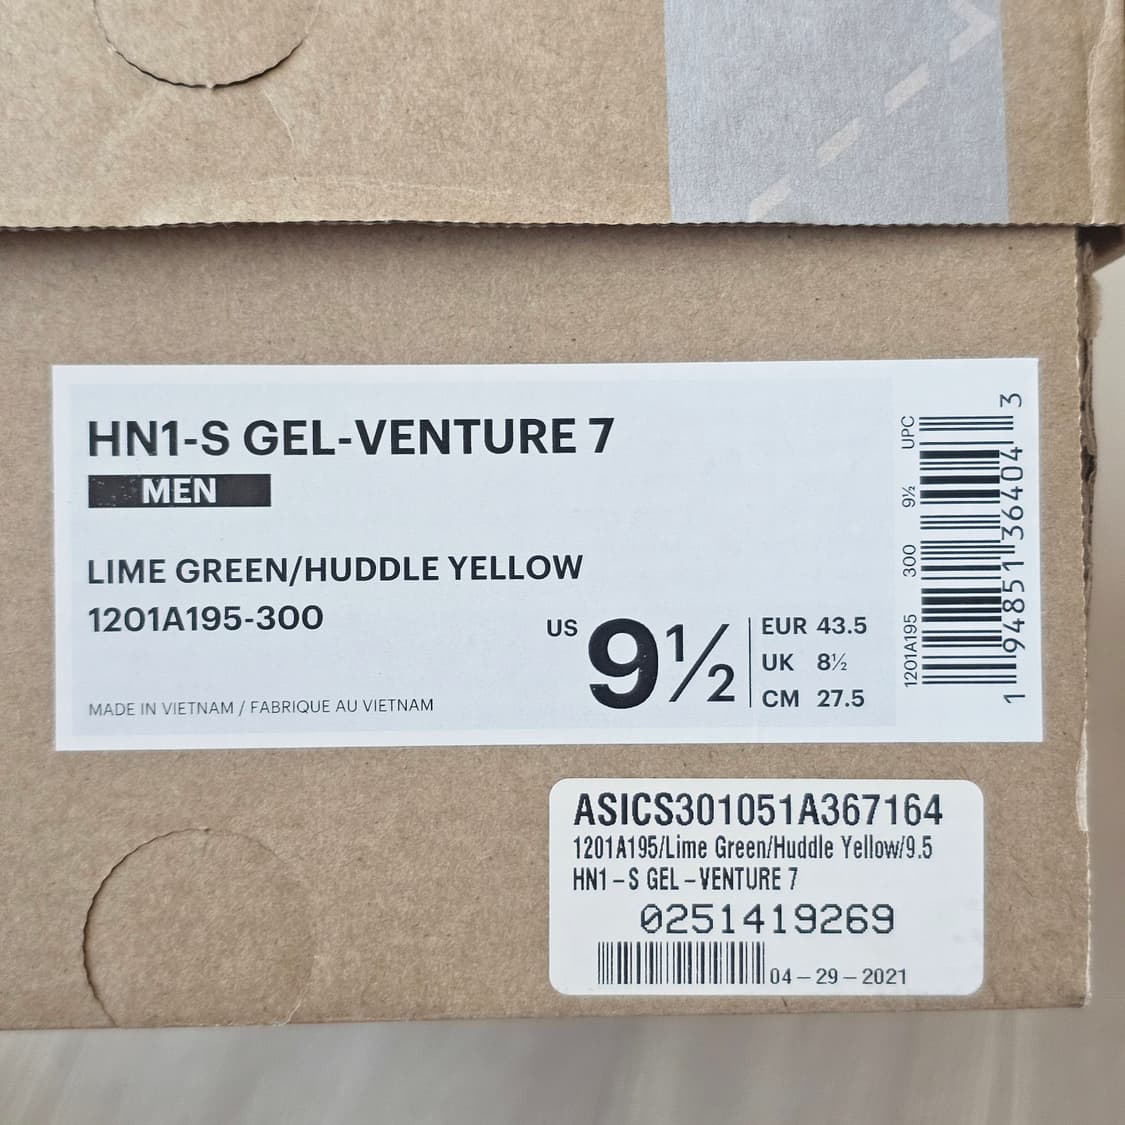 HN1-S GEL-VENTURE 7
MEN
LIME GREEN/HUDDLE YELLOW
1201A195-300
US 9½
EUR 43.5
UK 8½
CM 27.5
MADE IN VIETNAM / FABRIQUE AU VIETNAM
1201A195 300 9½ UPC
1 94851 36404 3
ASICS301051A367164
1201A195/Lime Green/Huddle Yellow/9.5
HN1-S GEL-VENTURE 7
0251419269
04-29-2021